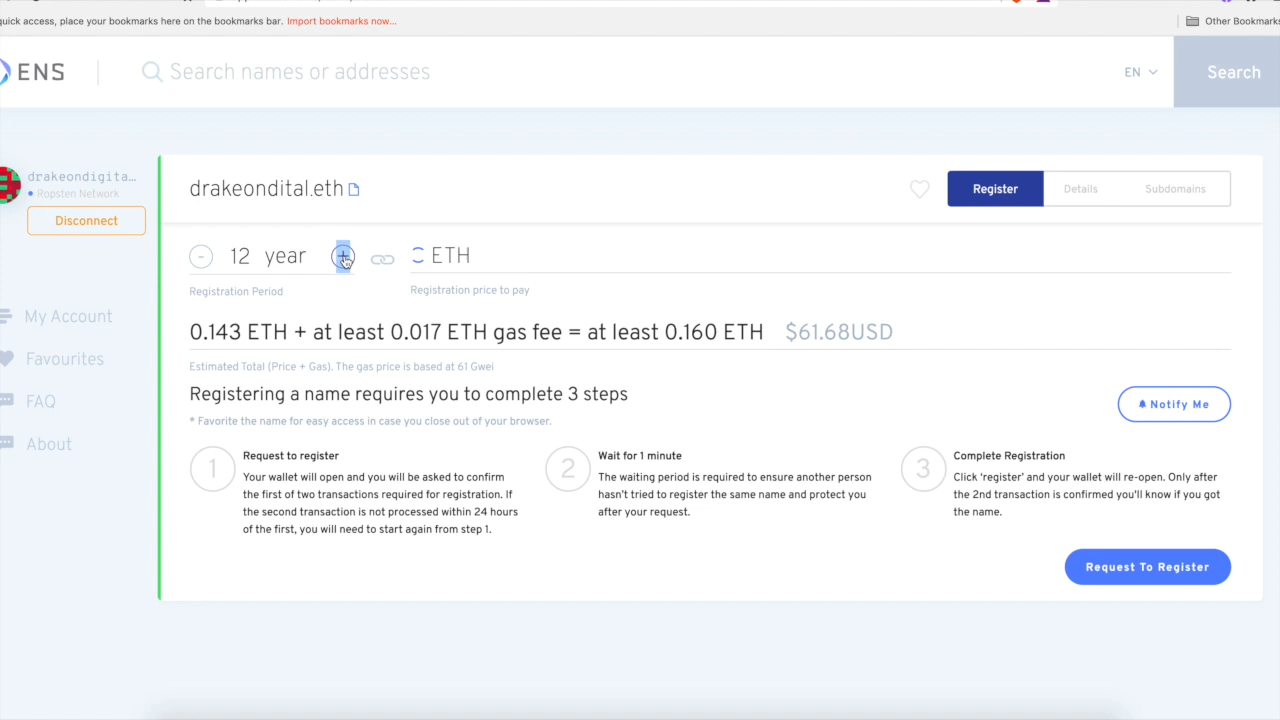 quick access, place your bookmarks here on the bookmarks bar. Import bookmarks now...
Other Bookmarks
ENS
Search names or addresses
EN
Search
drakeondigita...
Ropsten Network
Disconnect
My Account
Favourites
FAQ
About
drakeondital.eth
Register
Details
Subdomains
- 12 year +
ETH
Registration Period
Registration price to pay
0.143 ETH + at least 0.017 ETH gas fee = at least 0.160 ETH $61.68USD
Estimated Total (Price + Gas). The gas price is based at 61 Gwei
Registering a name requires you to complete 3 steps
* Favorite the name for easy access in case you close out of your browser.
Notify Me
1
Request to register
Your wallet will open and you will be asked to confirm
the first of two transactions required for registration. If
the second transaction is not processed within 24 hours
of the first, you will need to start again from step 1.
2
Wait for 1 minute
The waiting period is required to ensure another person
hasn't tried to register the same name and protect you
after your request.
3
Complete Registration
Click ‘register’ and your wallet will re-open. Only after
the 2nd transaction is confirmed you'll know if you got
the name.
Request To Register